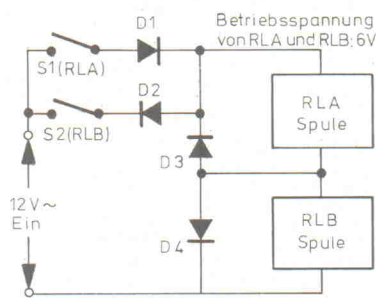 D1
Betriebsspannung
von RLA und RLB; 6V
S1(RLA)
D2
RLA
Spule
S2(RLB)
D3
12V~
Ein
D4
RLB
Spule